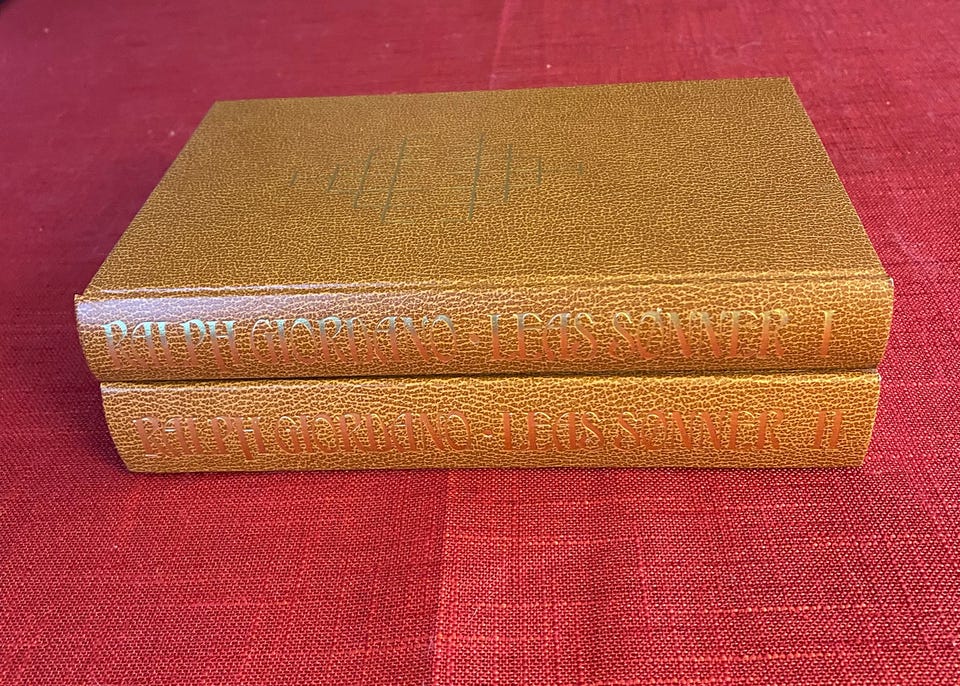 RALPH GIORDANO · LEAS SØNNER I
RALPH GIORDANO · LEAS SØNNER II